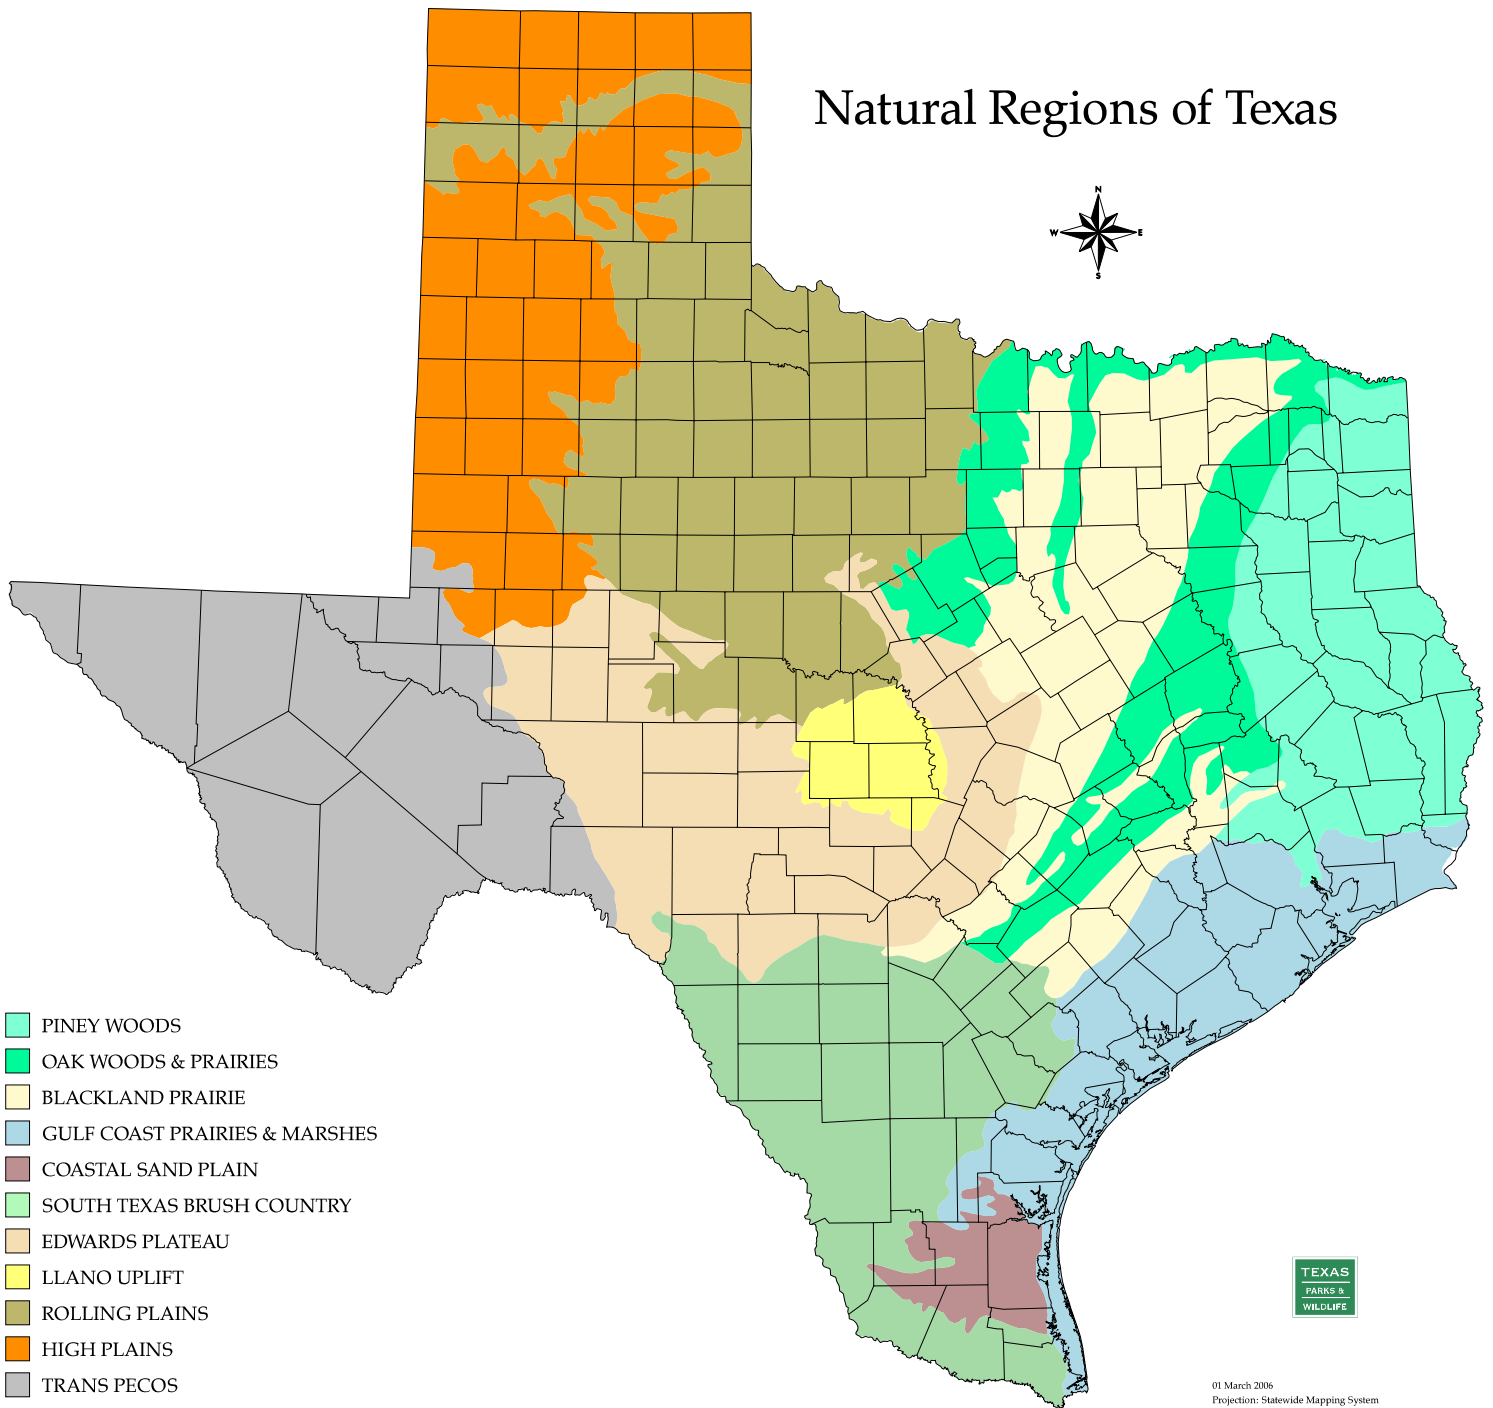 Natural Regions of Texas
N
W
E
S
PINEY WOODS
OAK WOODS & PRAIRIES
BLACKLAND PRAIRIE
GULF COAST PRAIRIES & MARSHES
COASTAL SAND PLAIN
SOUTH TEXAS BRUSH COUNTRY
EDWARDS PLATEAU
LLANO UPLIFT
ROLLING PLAINS
HIGH PLAINS
TRANS PECOS
TEXAS
PARKS &
WILDLIFE
01 March 2006
Projection: Statewide Mapping System